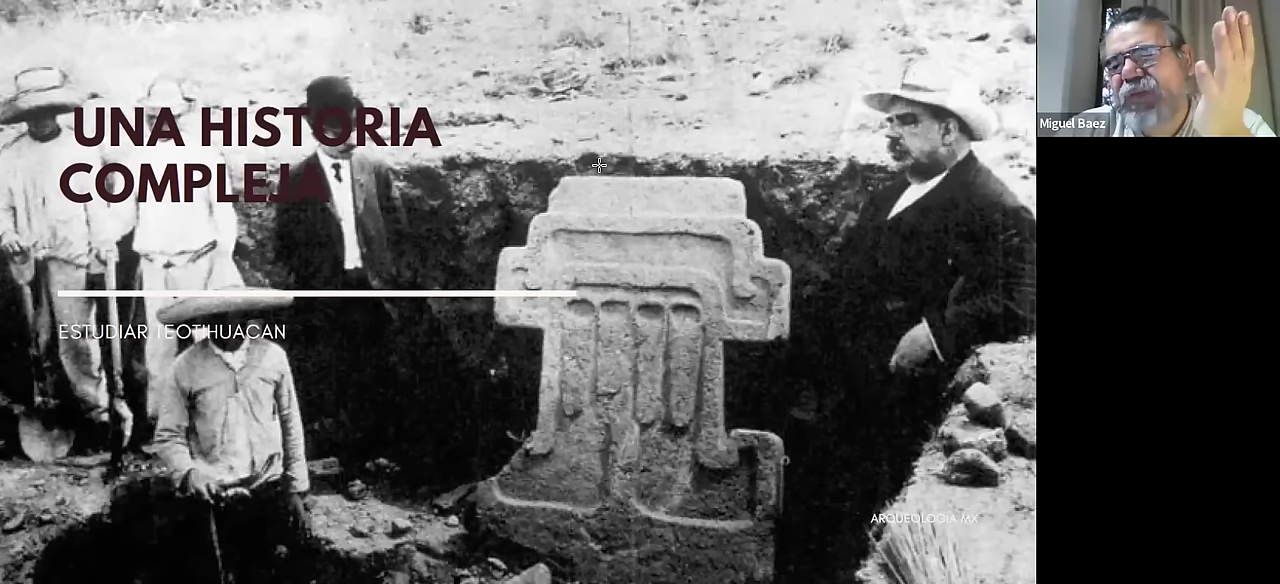 UNA HISTORIA
COMPLEJA
ESTUDIAR TEOTIHUACAN
ARQUEOLOGÍA MX
Miguel Baez